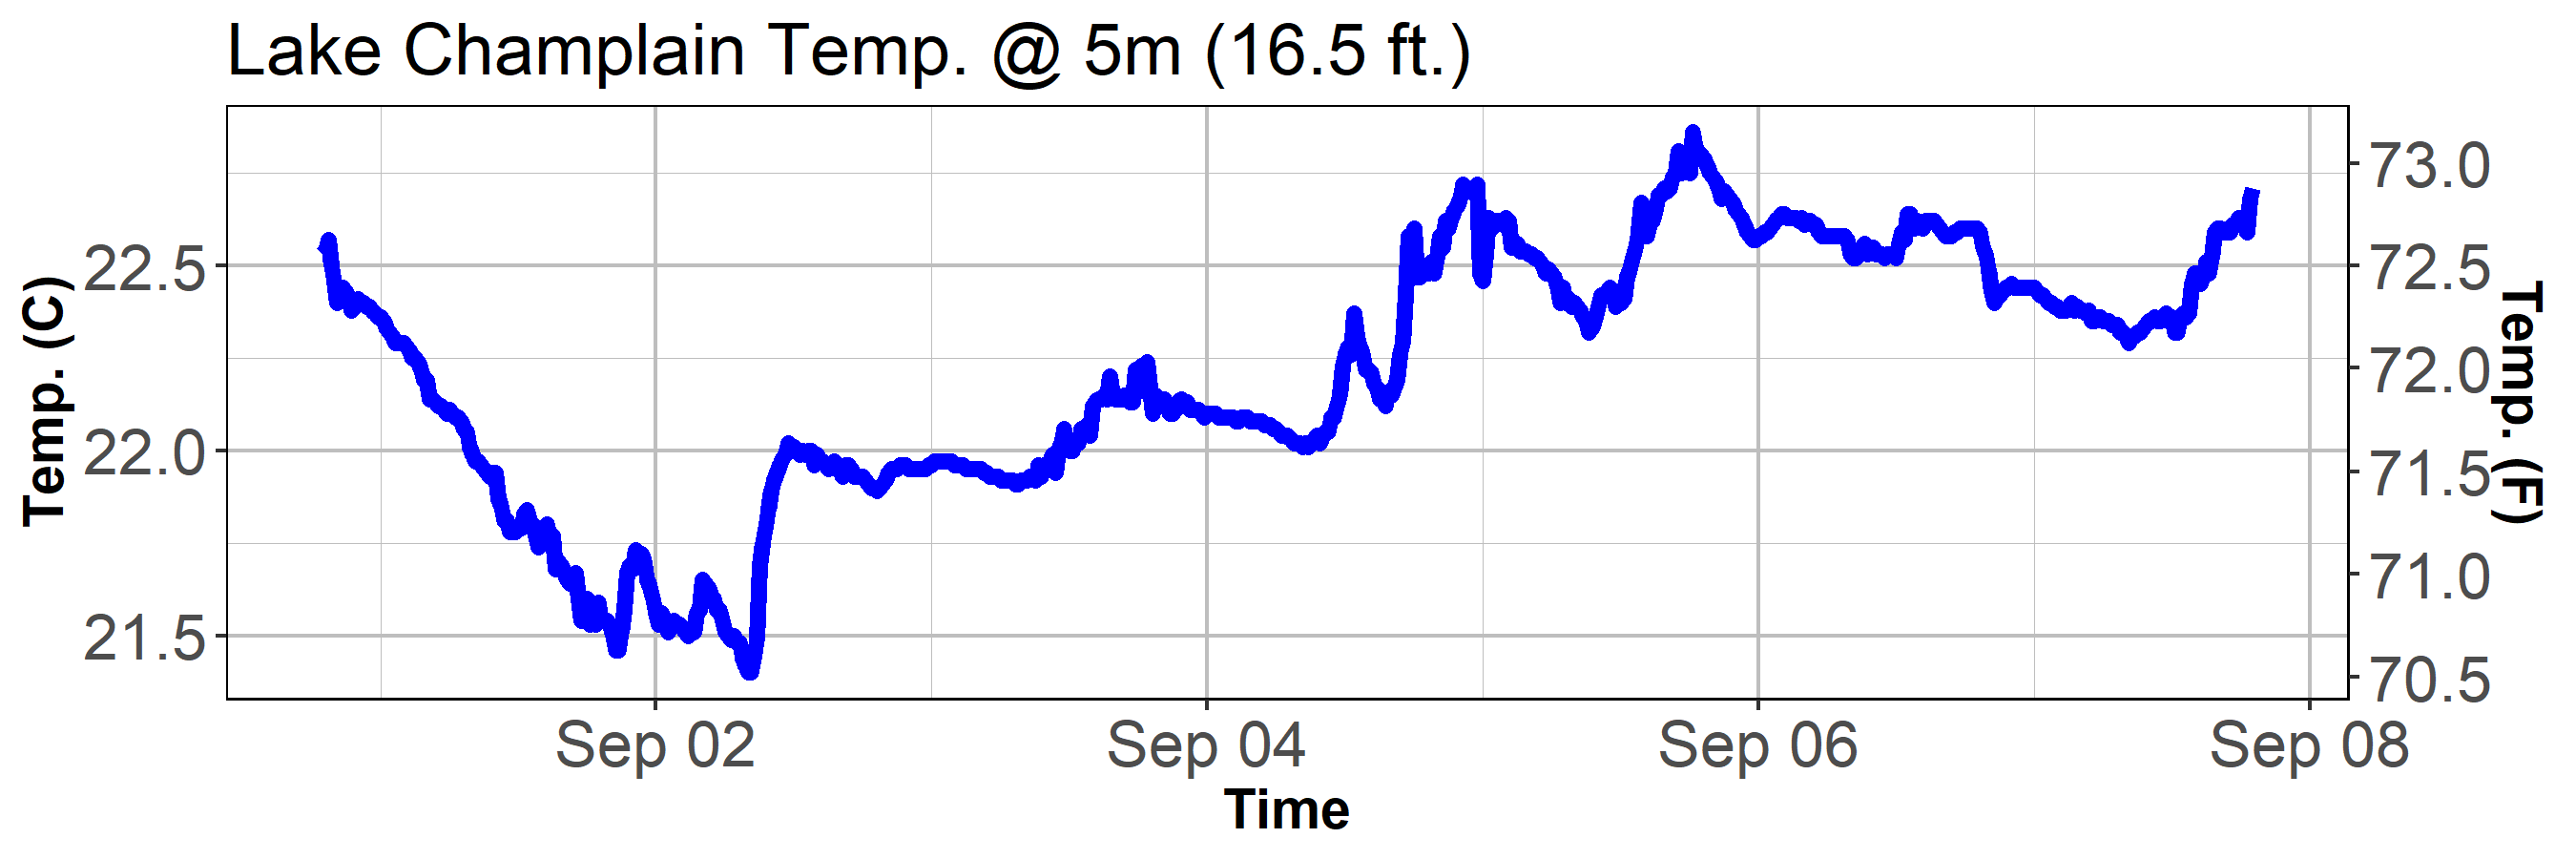 Lake Champlain Temp. @ 5m (16.5 ft.)
Temp. (C)
22.5
22.0
21.5
73.0
72.5
72.0
71.5
71.0
70.5
Temp. (F)
Sep 02
Sep 04
Sep 06
Sep 08
Time